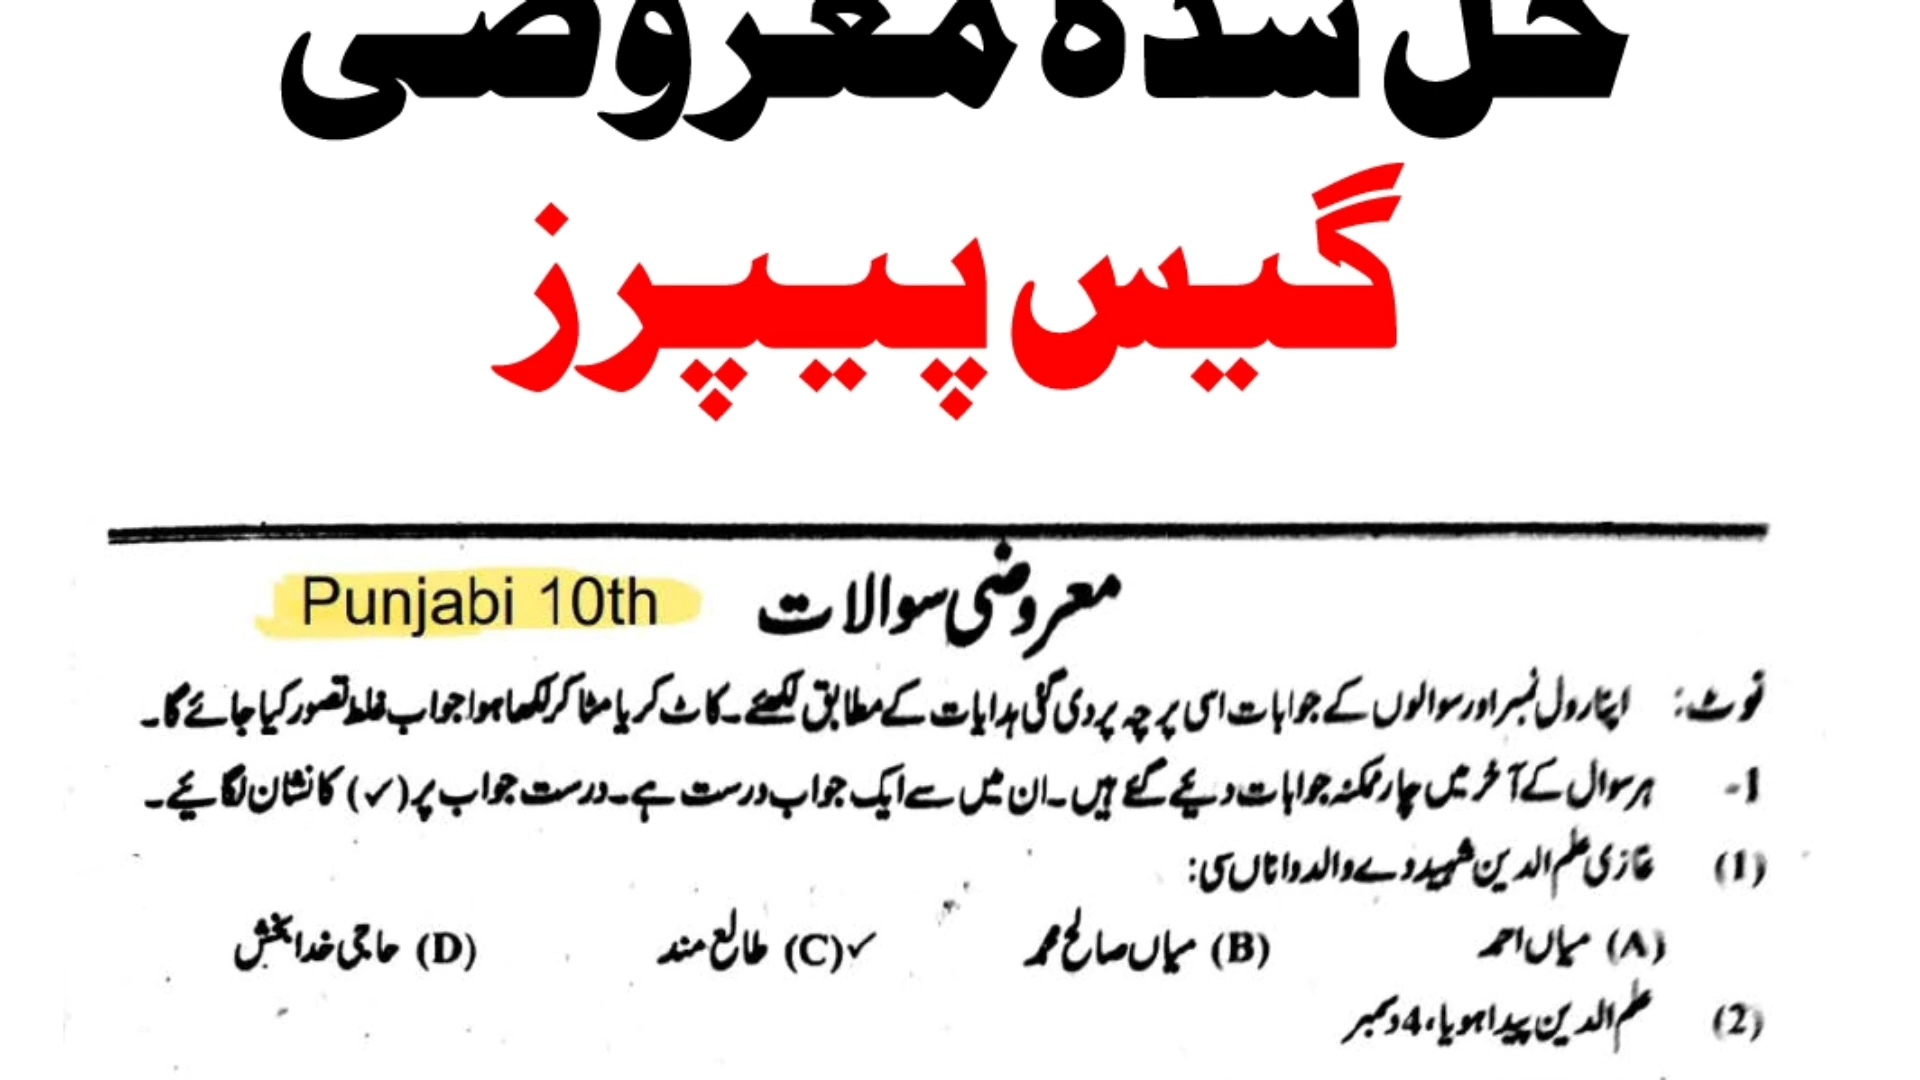 حل شدہ معروضی
گیس پیپرز
معروضی سوالات Punjabi 10th
نوٹ: اپنا رول نمبر اور سوالوں کے جوابات اسی پرچہ پر دی گئی ہدایات کے مطابق لکھئے۔ کاٹ کر یا مٹا کر لکھا ہوا جواب غلط تصور کیا جائے گا۔
1- ہر سوال کے آخر میں چار ممکنہ جوابات دیئے گئے ہیں۔ ان میں سے ایک جواب درست ہے۔ درست جواب پر (✓) کا نشان لگائیے۔
(1) غازی علم الدین شہید دے والد دا ناں سی:
(A) میاں احمد (B) میاں صالح محمد ✓(C) طالع مند (D) حاجی خدا بخش
(2) علم الدین پیدا ہویا، 4 دسمبر